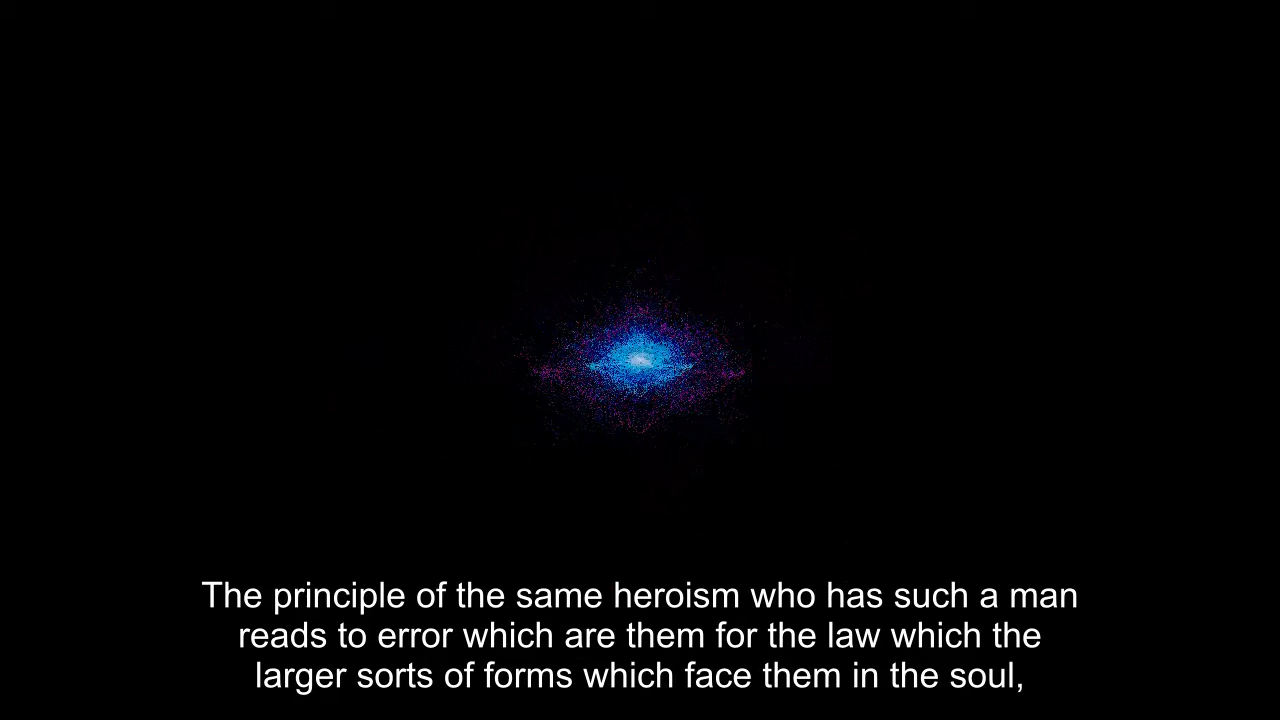 The principle of the same heroism who has such a man
reads to error which are them for the law which the
larger sorts of forms which face them in the soul,